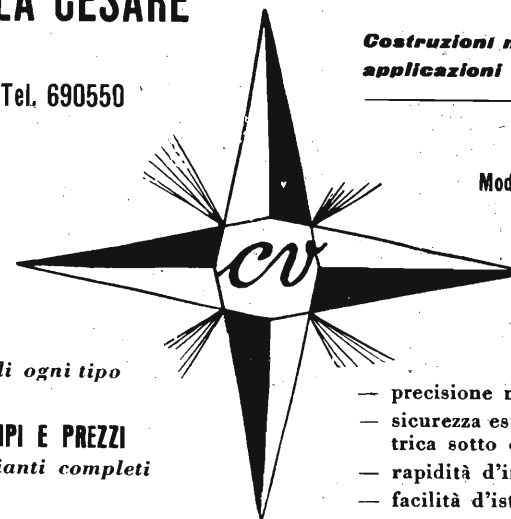 LA CESARE
Tel. 690550
Costruzioni
applicazioni
Mod
cv
di ogni tipo
IPI E PREZZI
ianti completi
— precisione
— sicurezza es
trica sotto
— rapidità d'i
— facilità d'ist